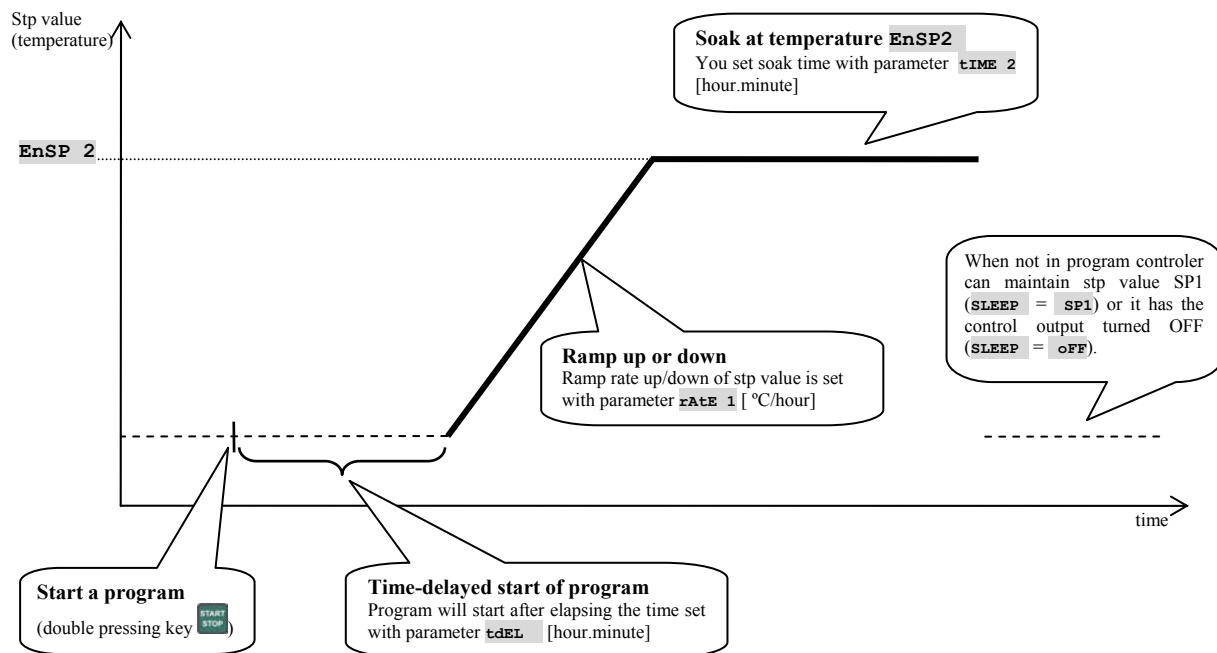 Stp value
(temperature)
Soak at temperature EnSP2
You set soak time with parameter tIME 2
[hour.minute]
EnSP 2
When not in program controler
can maintain stp value SP1
(SLEEP = SP1) or it has the
control output turned OFF
(SLEEP = oFF).
Ramp up or down
Ramp rate up/down of stp value is set
with parameter rAtE 1 [ ºC/hour]
time
Start a program
(double pressing key START STOP)
Time-delayed start of program
Program will start after elapsing the time set
with parameter tdEL [hour.minute]